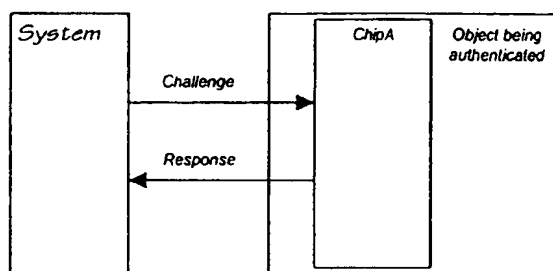 System
ChipA
Object being
authenticated
Challenge
Response